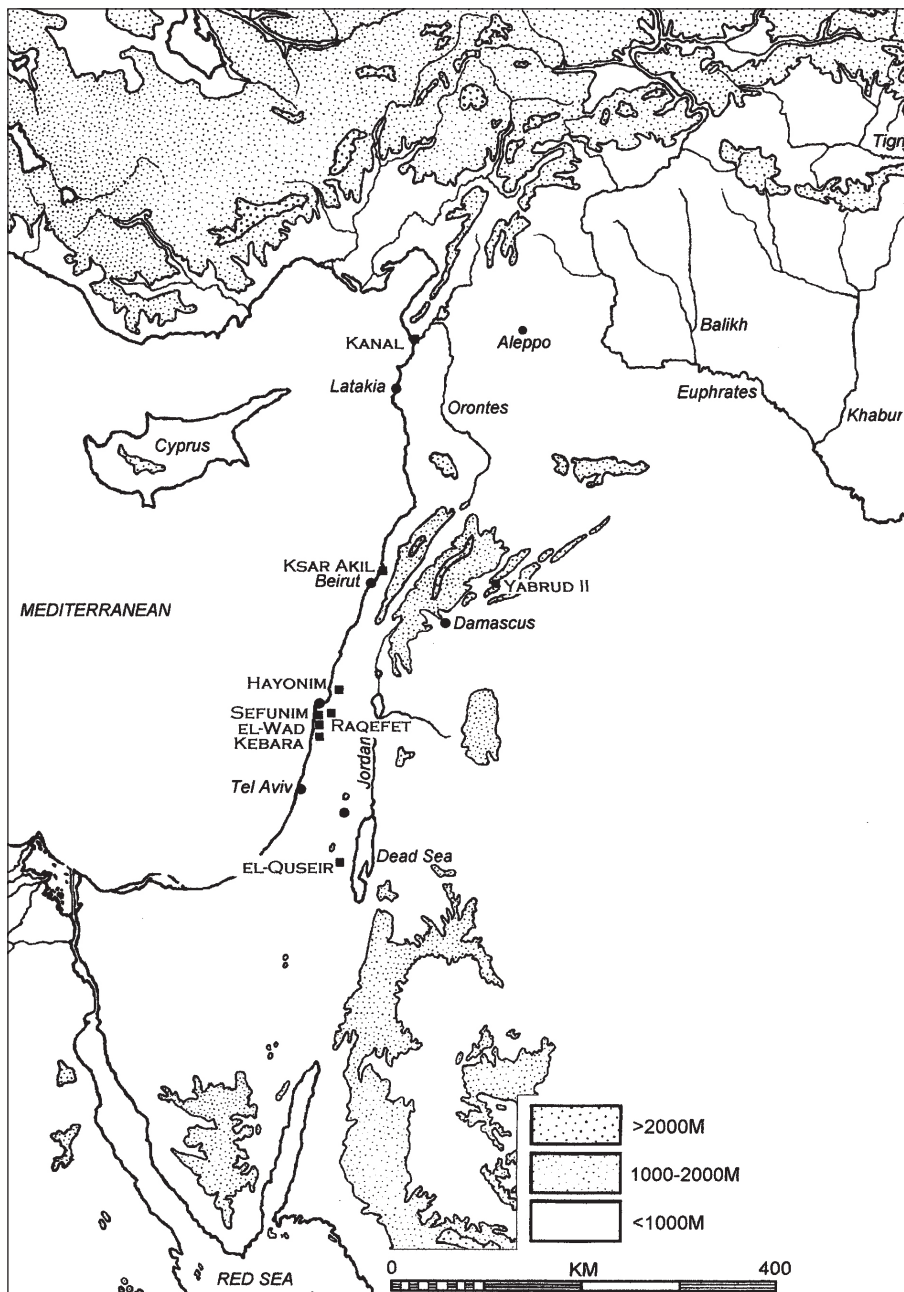 Tigr
Balikh
KANAL
Aleppo
Latakia
Orontes
Euphrates
Khabur
Cyprus
KSAR AKIL
Beirut
YABRUD II
MEDITERRANEAN
Damascus
HAYONIM
SEFUNIM
RAQEFET
EL-WAD
KEBARA
Jordan
Tel Aviv
Dead Sea
EL-QUSEIR
>2000M
1000-2000M
<1000M
RED SEA
0 KM 400